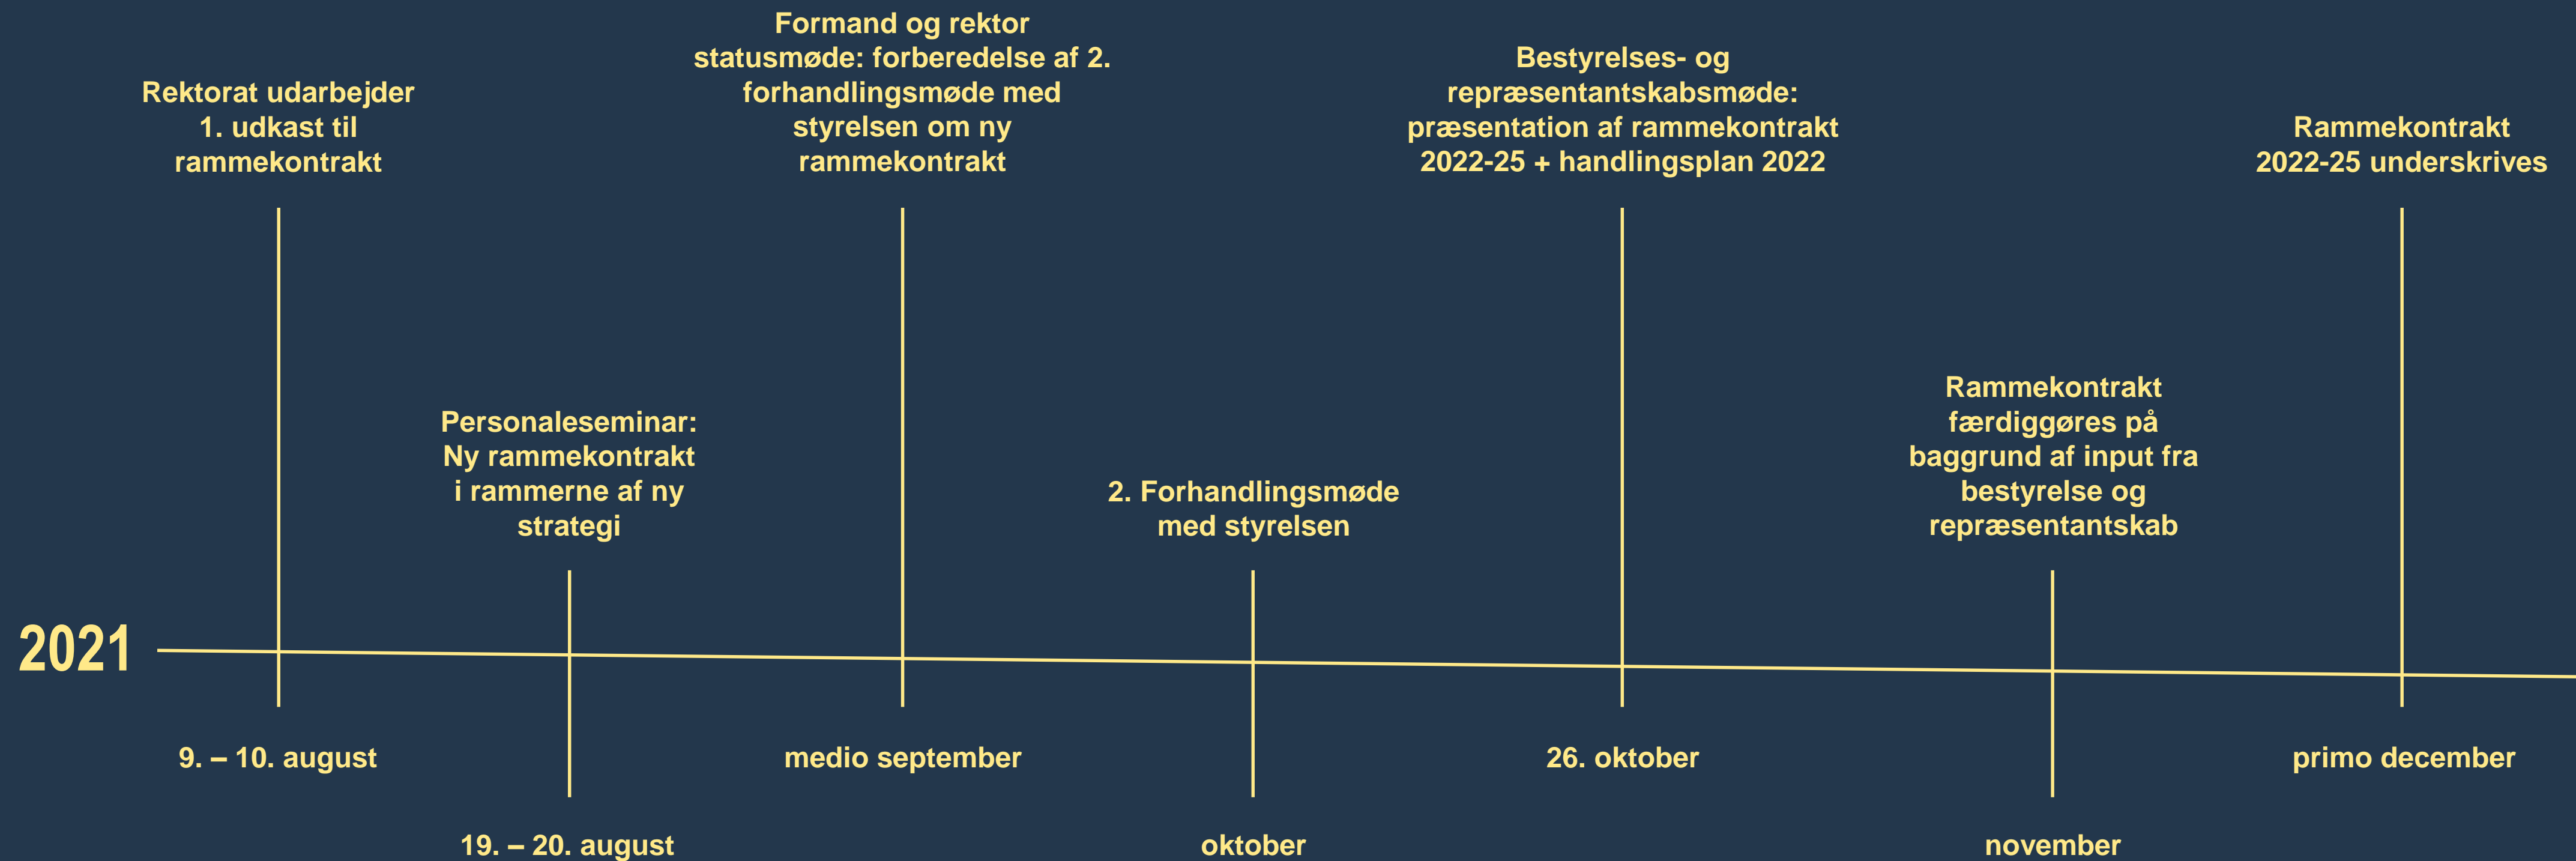 Rektorat udarbejder
1. udkast til
rammekontrakt
Formand og rektor
statusmøde: forberedelse af 2.
forhandlingsmøde med
styrelsen om ny
rammekontrakt
Bestyrelses- og
repræsentantskabsmøde:
præsentation af rammekontrakt
2022-25 + handlingsplan 2022
Rammekontrakt
2022-25 underskrives
Personaleseminar:
Ny rammekontrakt
i rammerne af ny
strategi
2. Forhandlingsmøde
med styrelsen
Rammekontrakt
færdiggøres på
baggrund af input fra
bestyrelse og
repræsentantskab
2021
9. – 10. august
medio september
26. oktober
primo december
19. – 20. august
oktober
november